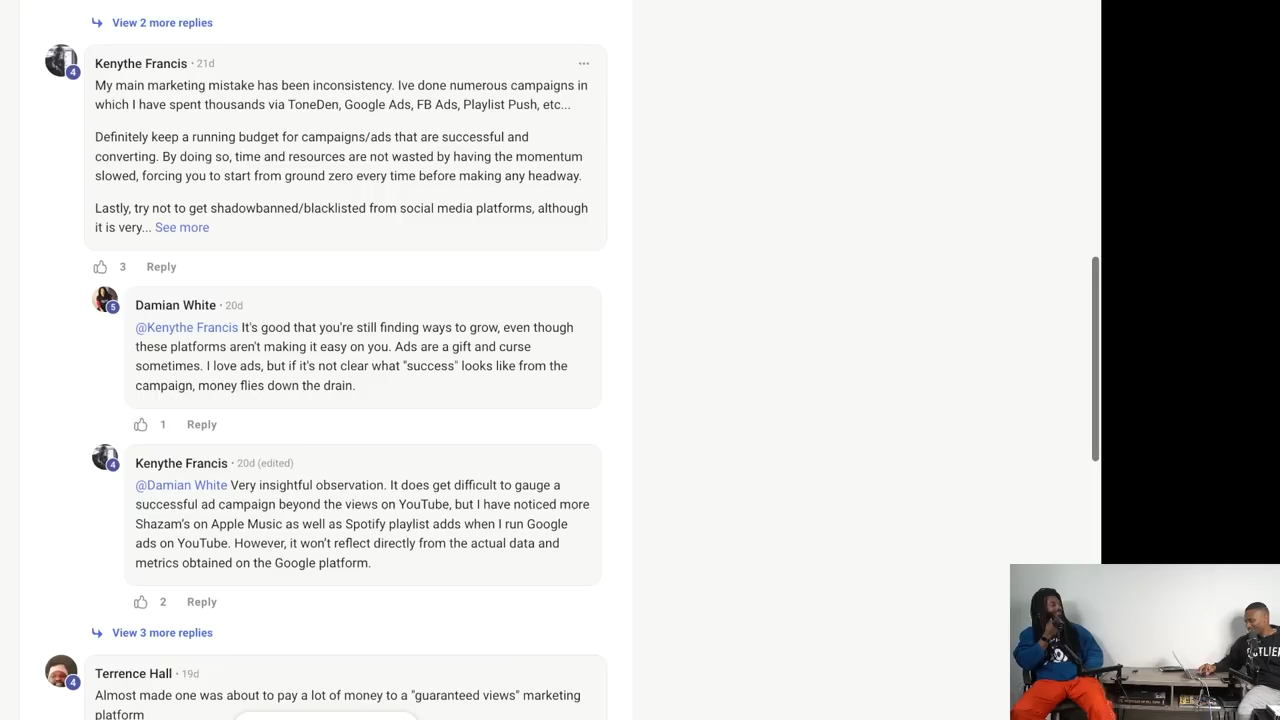 View 2 more replies
Kenythe Francis · 21d
4
My main marketing mistake has been inconsistency. Ive done numerous campaigns in
which I have spent thousands via ToneDen, Google Ads, FB Ads, Playlist Push, etc...
Definitely keep a running budget for campaigns/ads that are successful and
converting. By doing so, time and resources are not wasted by having the momentum
slowed, forcing you to start from ground zero every time before making any headway.
Lastly, try not to get shadowbanned/blacklisted from social media platforms, although
it is very... See more
3 Reply
Damian White · 20d
5
@Kenythe Francis It's good that you're still finding ways to grow, even though
these platforms aren't making it easy on you. Ads are a gift and curse
sometimes. I love ads, but if it's not clear what "success" looks like from the
campaign, money flies down the drain.
1 Reply
Kenythe Francis · 20d (edited)
4
@Damian White Very insightful observation. It does get difficult to gauge a
successful ad campaign beyond the views on YouTube, but I have noticed more
Shazam's on Apple Music as well as Spotify playlist adds when I run Google
ads on YouTube. However, it won't reflect directly from the actual data and
metrics obtained on the Google platform.
2 Reply
View 3 more replies
Terrence Hall · 19d
4
Almost made one was about to pay a lot of money to a "guaranteed views" marketing
platform